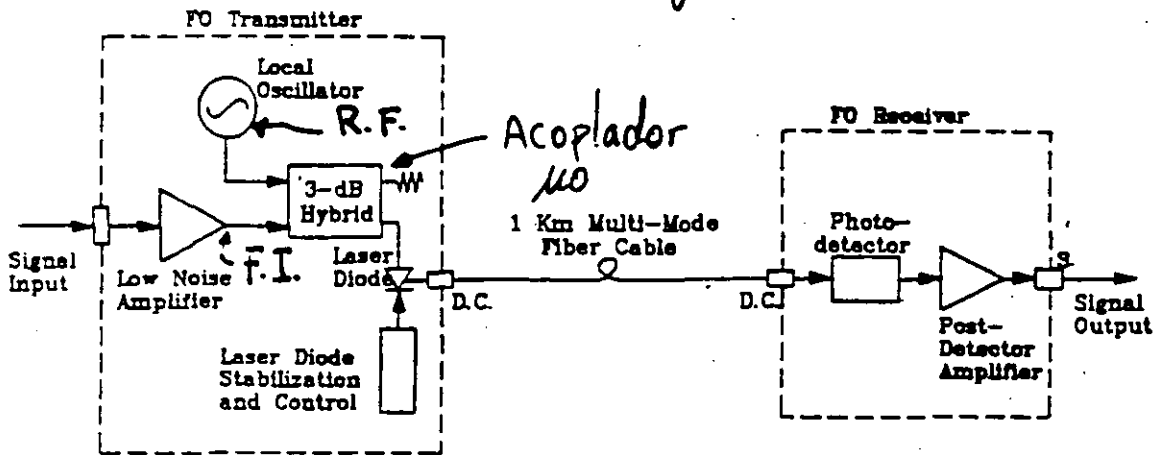 FO Transmitter
Local
Oscillator
R.F.
Acoplador
μo
3-dB
Hybrid
Signal
Input
Low Noise
Amplifier
F.I.
Laser
Diode
D.C.
Laser Diode
Stabilization
and Control
1 Km Multi-Mode
Fiber Cable
FO Receiver
Photo-
detector
D.C.
Post-
Detector
Amplifier
Signal
Output